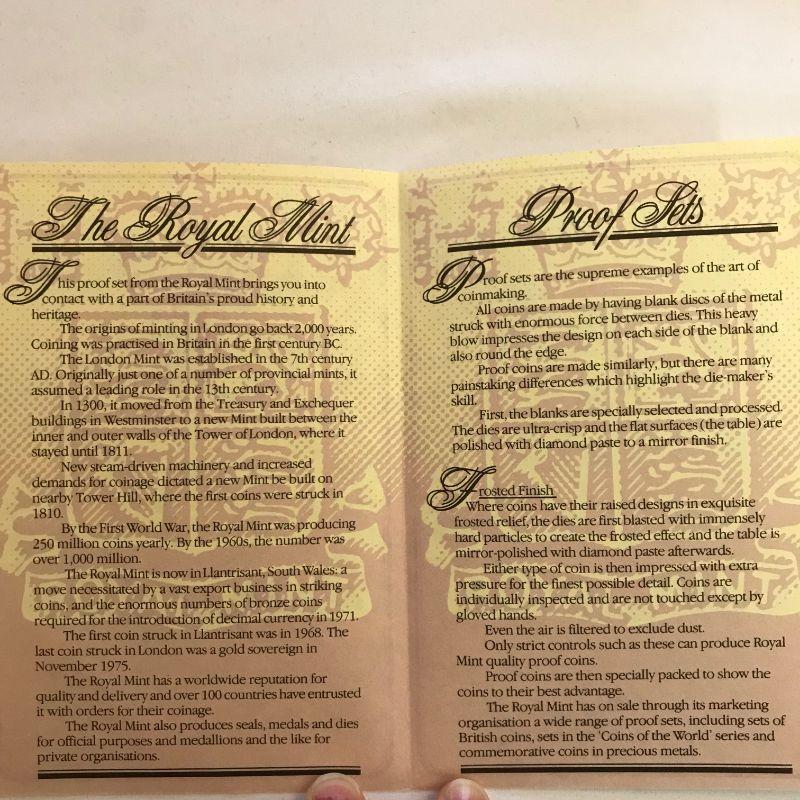 The Royal Mint
This proof set from the Royal Mint brings you into
contact with a part of Britain's proud history and
heritage.
The origins of minting in London go back 2,000 years.
Coining was practised in Britain in the first century BC.
The London Mint was established in the 7th century
AD. Originally just one of a number of provincial mints, it
assumed a leading role in the 13th century.
In 1300, it moved from the Treasury and Exchequer
buildings in Westminster to a new Mint built between the
inner and outer walls of the Tower of London, where it
stayed until 1811.
New steam-driven machinery and increased
demands for coinage dictated a new Mint be built on
nearby Tower Hill, where the first coins were struck in
1810.
By the First World War, the Royal Mint was producing
250 million coins yearly. By the 1960s, the number was
over 1,000 million.
The Royal Mint is now in Llantrisant, South Wales: a
move necessitated by a vast export business in striking
coins, and the enormous numbers of bronze coins
required for the introduction of decimal currency in 1971.
The first coin struck in Llantrisant was in 1968. The
last coin struck in London was a gold sovereign in
November 1975.
The Royal Mint has a worldwide reputation for
quality and delivery and over 100 countries have entrusted
it with orders for their coinage.
The Royal Mint also produces seals, medals and dies
for official purposes and medallions and the like for
private organisations.
Proof Sets
Proof sets are the supreme examples of the art of
coinmaking.
All coins are made by having blank discs of the metal
struck with enormous force between dies. This heavy
blow impresses the design on each side of the blank and
also round the edge.
Proof coins are made similarly, but there are many
painstaking differences which highlight the die-maker's
skill.
First, the blanks are specially selected and processed.
The dies are ultra-crisp and the flat surfaces (the table) are
polished with diamond paste to a mirror finish.
Frosted Finish
Where coins have their raised designs in exquisite
frosted relief, the dies are first blasted with immensely
hard particles to create the frosted effect and the table is
mirror-polished with diamond paste afterwards.
Either type of coin is then impressed with extra
pressure for the finest possible detail. Coins are
individually inspected and are not touched except by
gloved hands.
Even the air is filtered to exclude dust.
Only strict controls such as these can produce Royal
Mint quality proof coins.
Proof coins are then specially packed to show the
coins to their best advantage.
The Royal Mint has on sale through its marketing
organisation a wide range of proof sets, including sets of
British coins, sets in the 'Coins of the World' series and
commemorative coins in precious metals.